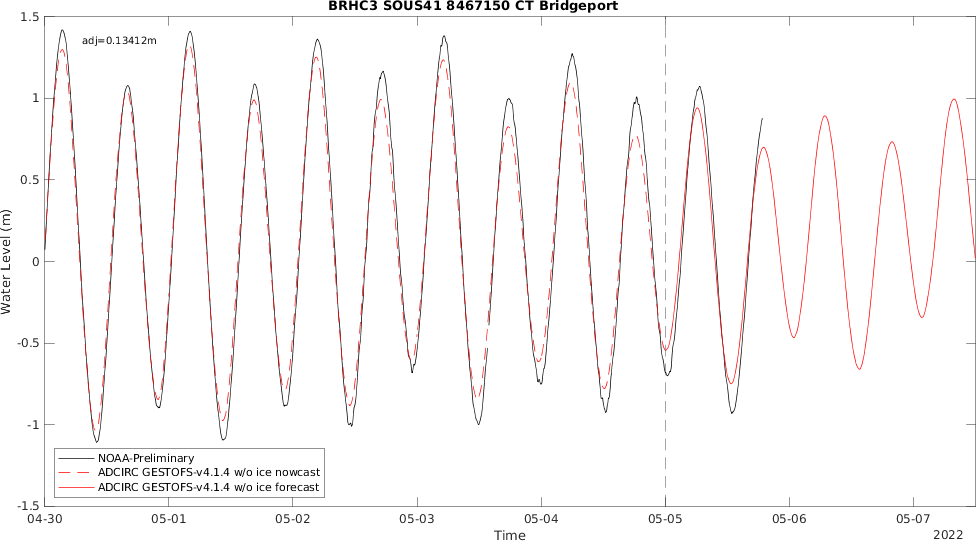 BRHC3 SOUS41 8467150 CT Bridgeport
adj=0.13412m
Water Level (m)
1.5
1
0.5
0
-0.5
-1
-1.5
NOAA-Preliminary
ADCIRC GESTOFS-v4.1.4 w/o ice nowcast
ADCIRC GESTOFS-v4.1.4 w/o ice forecast
04-30 05-01 05-02 05-03 05-04 05-05 05-06 05-07
Time
2022